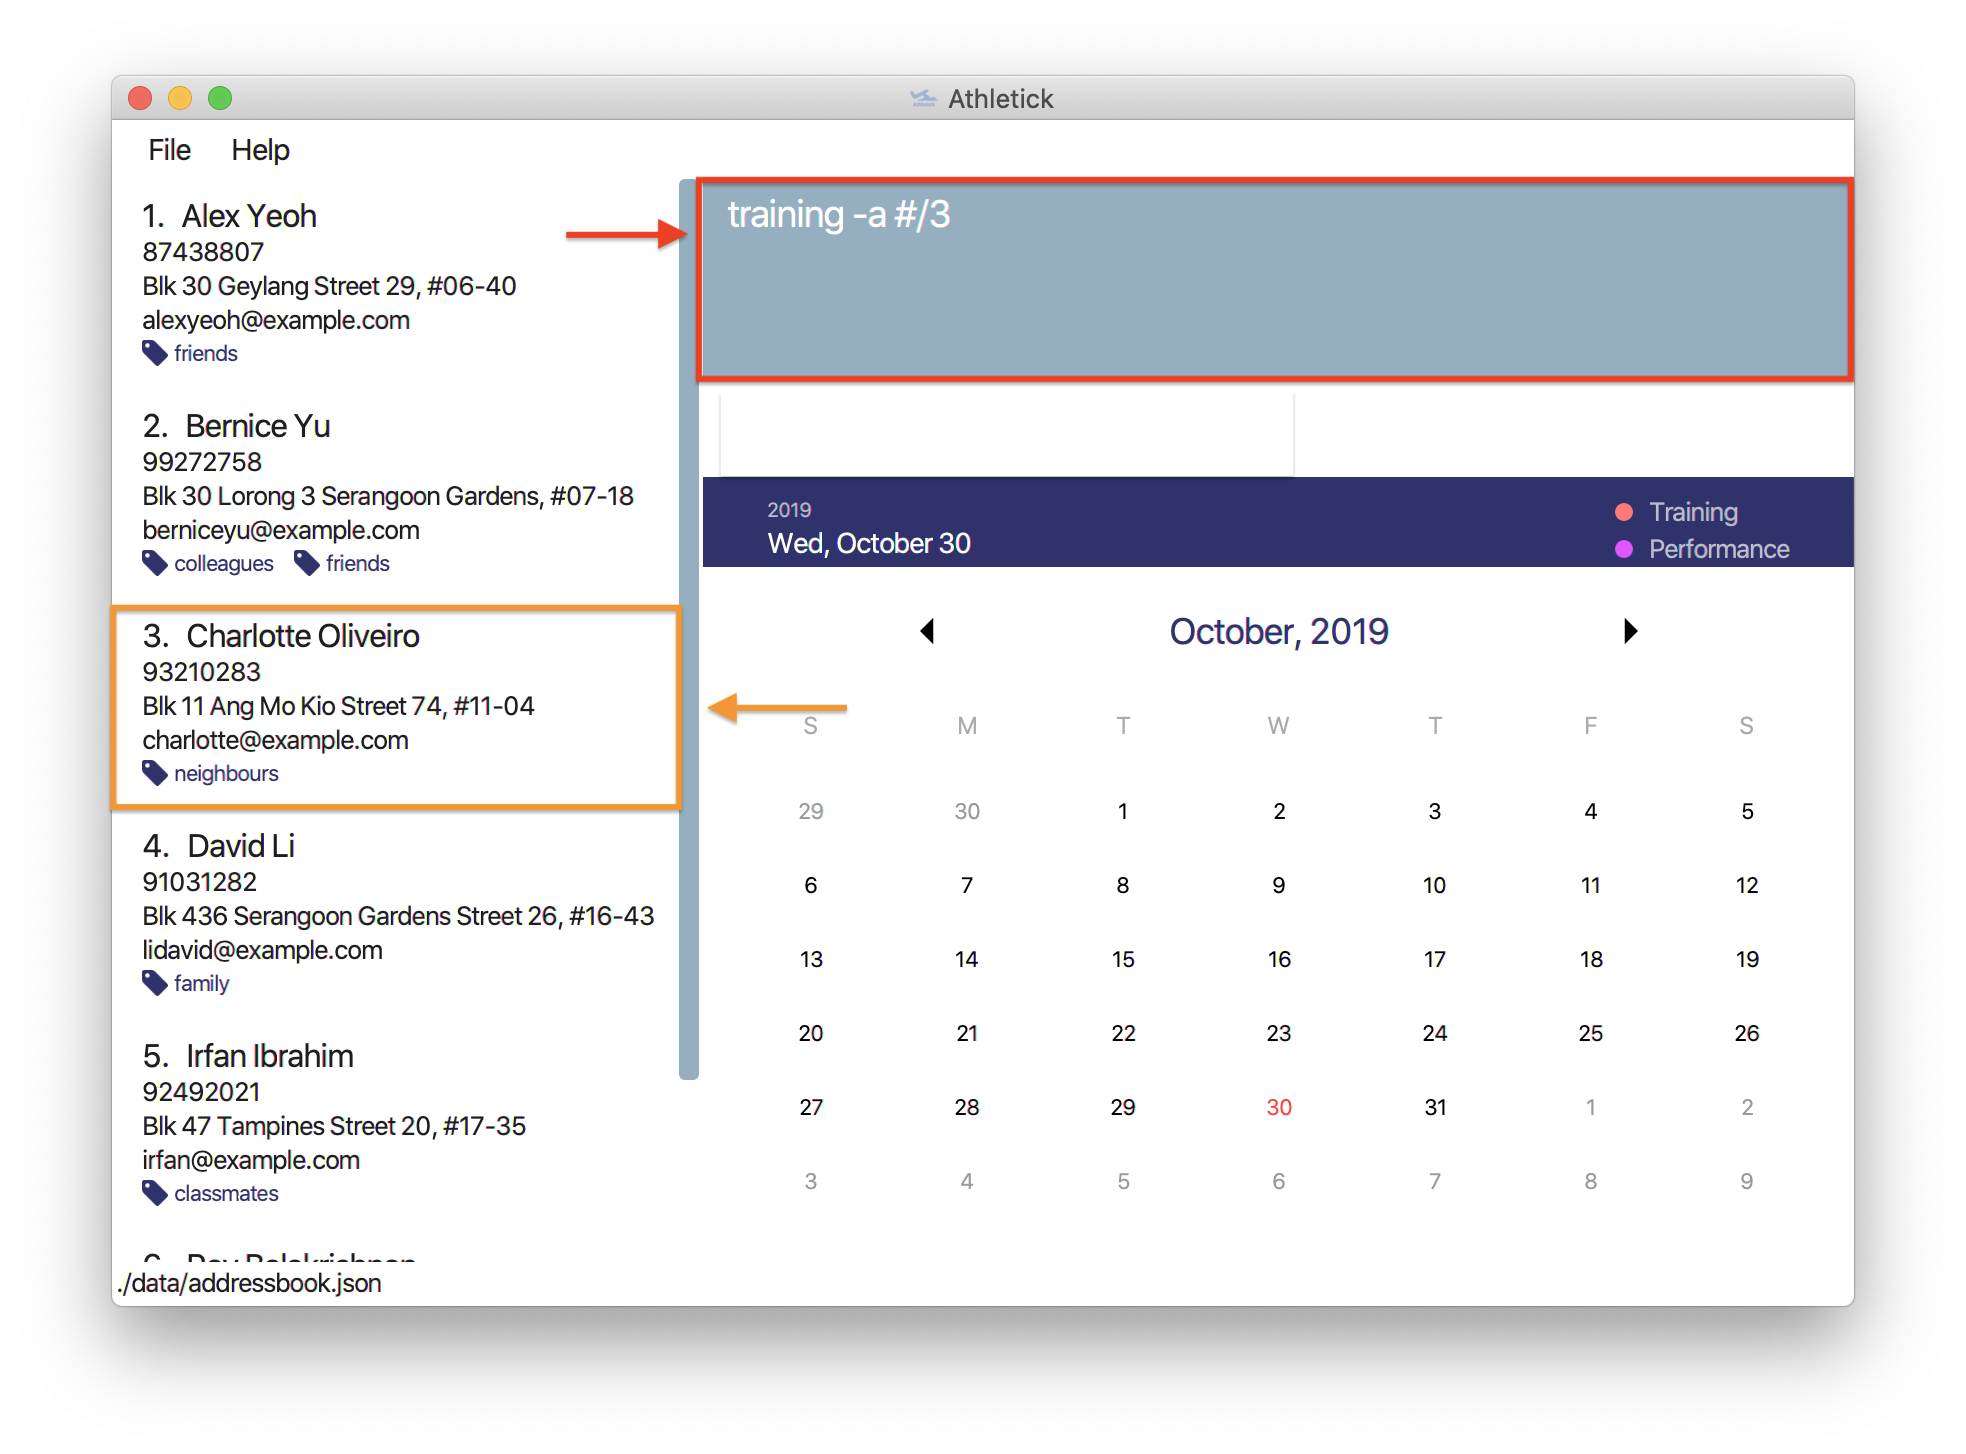 Athletick
File Help
1. Alex Yeoh
87438807
Blk 30 Geylang Street 29, #06-40
alexyeoh@example.com
friends
2. Bernice Yu
99272758
Blk 30 Lorong 3 Serangoon Gardens, #07-18
berniceyu@example.com
colleagues friends
3. Charlotte Oliveiro
93210283
Blk 11 Ang Mo Kio Street 74, #11-04
charlotte@example.com
neighbours
4. David Li
91031282
Blk 436 Serangoon Gardens Street 26, #16-43
lidavid@example.com
family
5. Irfan Ibrahim
92492021
Blk 47 Tampines Street 20, #17-35
irfan@example.com
classmates
./data/addressbook.json
training -a #/3
2019
Wed, October 30
Training
Performance
October, 2019
S M T W T F S
29 30 1 2 3 4 5
6 7 8 9 10 11 12
13 14 15 16 17 18 19
20 21 22 23 24 25 26
27 28 29 30 31 1 2
3 4 5 6 7 8 9